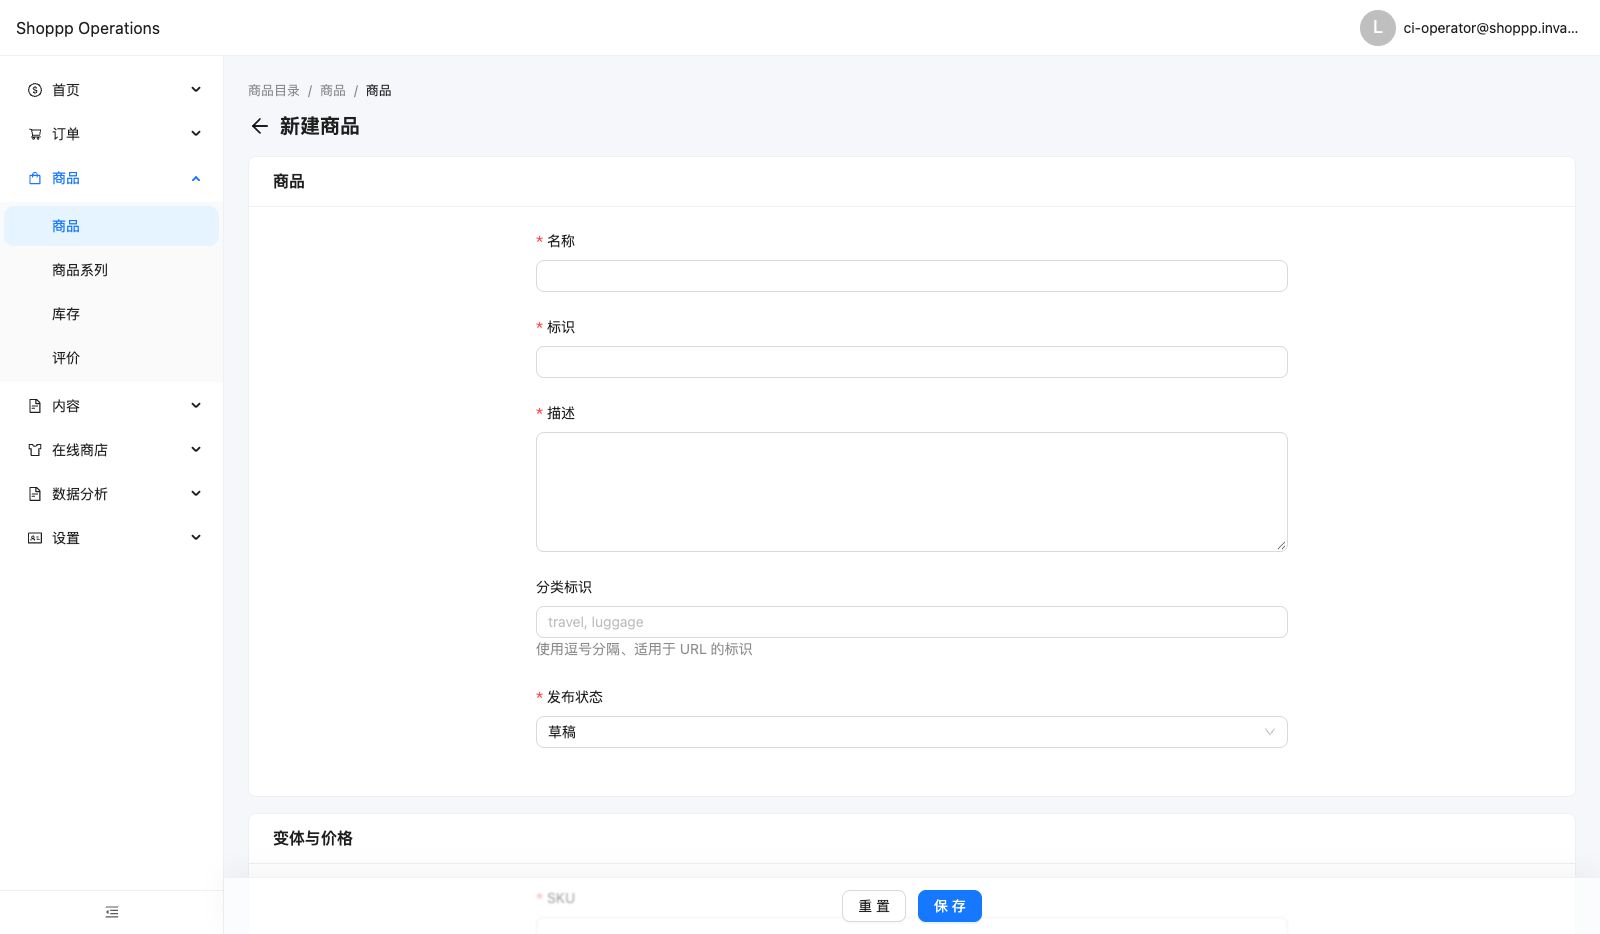 Shoppp Operations
L
ci-operator@shoppp.inva...
首页
订单
商品
商品
商品系列
库存
评价
内容
在线商店
数据分析
设置
商品目录 / 商品 / 商品
新建商品
商品
* 名称
* 标识
* 描述
分类标识
travel, luggage
使用逗号分隔、适用于 URL 的标识
* 发布状态
草稿
变体与价格
* SKU
重 置
保 存